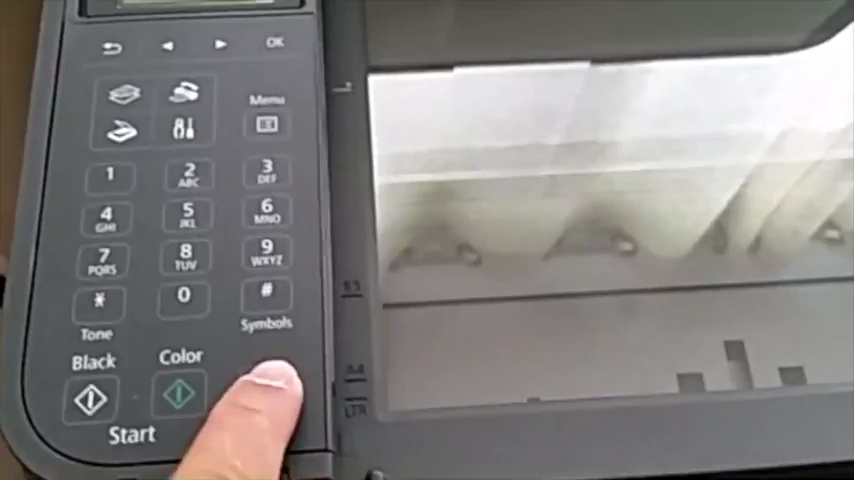 OK
Menu
1
2
ABC
3
DEF
4
GHI
5
JKL
6
MNO
7
PQRS
8
TUV
9
WXYZ
*
0
#
Tone
Symbols
Black
Color
Start
B5
A4
LTR